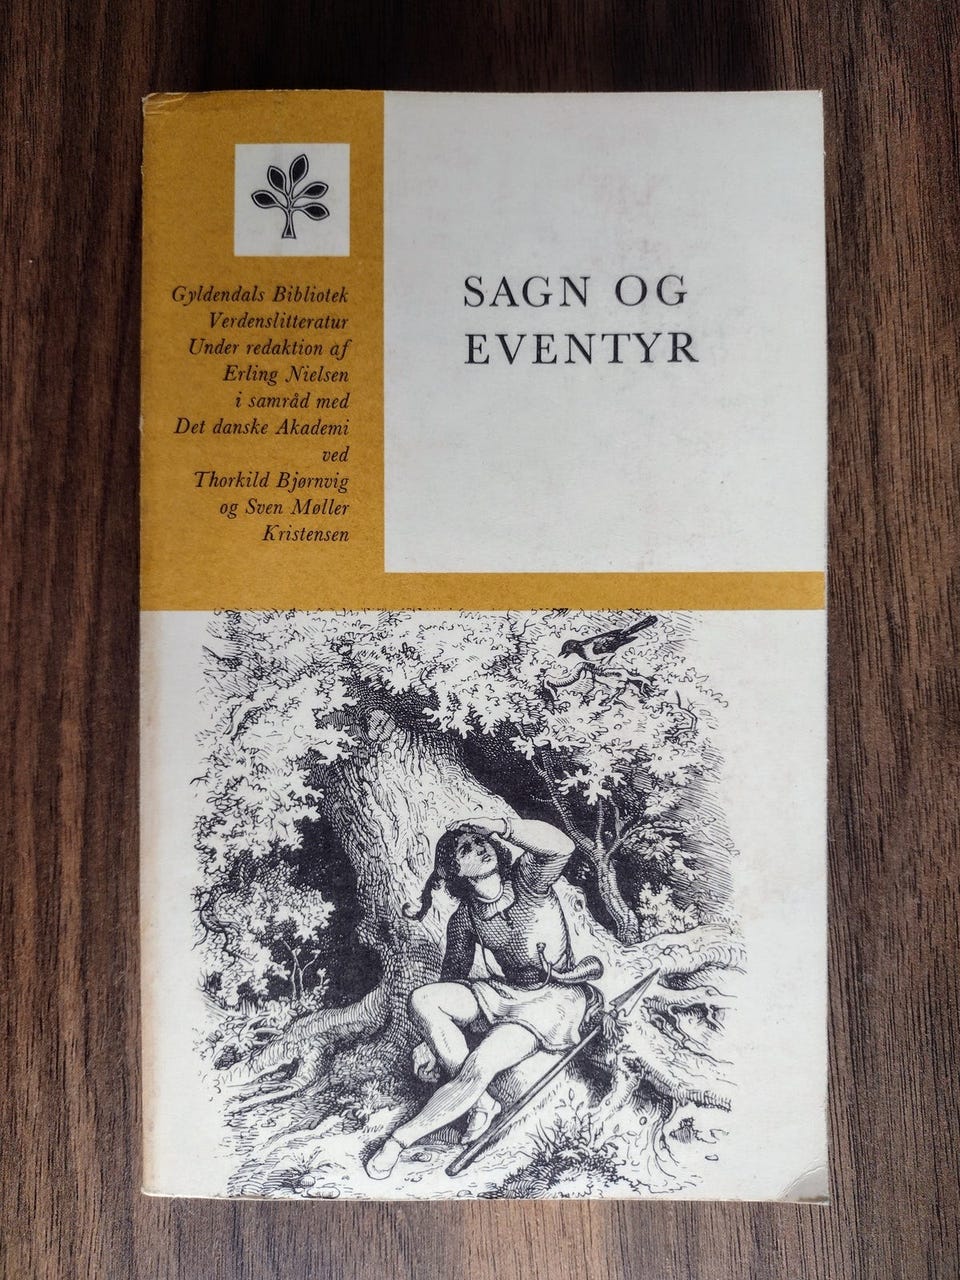 Gyldendals Bibliotek
Verdenslitteratur
Under redaktion af
Erling Nielsen
i samråd med
Det danske Akademi
ved
Thorkild Bjørnvig
og Sven Møller
Kristensen
SAGN OG
EVENTYR